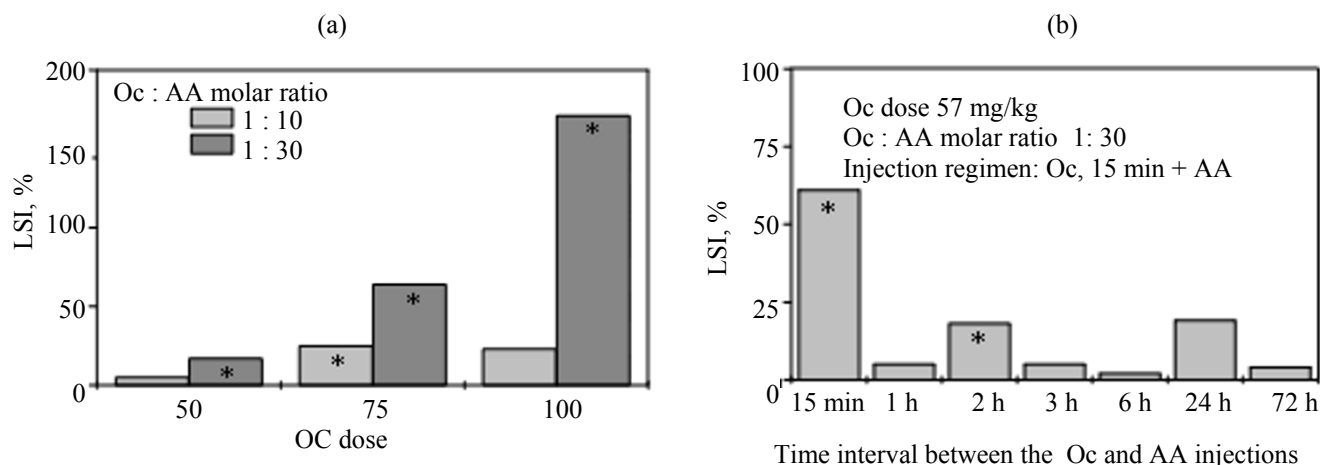 (a)
200
150
100
50
0
LSI, %
Oc : AA molar ratio
1 : 10
1 : 30
*
*
*
*
50 75 100
OC dose
(b)
100
75
50
25
0
LSI, %
Oc dose 57 mg/kg
Oc : AA molar ratio 1: 30
Injection regimen: Oc, 15 min + AA
*
*
15 min 1 h 2 h 3 h 6 h 24 h 72 h
Time interval between the Oc and AA injections